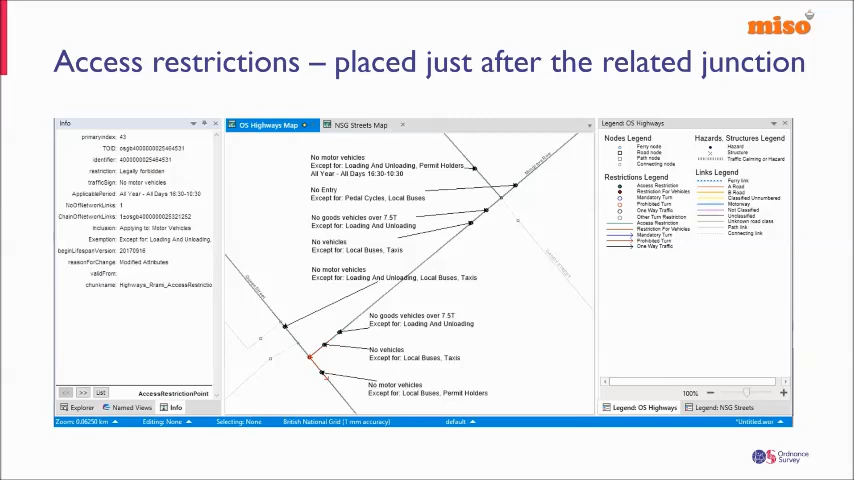 miso
Access restrictions – placed just after the related junction
Info
primaryindex: 43
TOID: osgb4000000025464531
identifier: 4000000025464531
restriction: Legally forbidden
trafficSign: No motor vehicles
ApplicablePeriod: All Year - All Days 16:30-10:30
NoOfNetworkLinks: 1
ChainOfNetworkLinks: 1±osgb4000000025321252
Inclusion: Applying to: Motor Vehicles
Exemption: Except for: Loading And Unloading,
beginLifespanVersion: 20170916
reasonForChange: Modified Attributes
validFrom:
chunkname: Highways_Rrami_AccessRestrictio
<< >> List
AccessRestrictionPoint
Explorer Named Views Info
OS Highways Map
NSG Streets Map
No motor vehicles
Except for: Loading And Unloading, Permit Holders
All Year - All Days 16:30-10:30
No Entry
Except for: Pedal Cycles, Local Buses
No goods vehicles over 7.5T
Except for: Loading And Unloading
No vehicles
Except for: Local Buses, Taxis
No motor vehicles
Except for: Loading And Unloading, Local Buses, Taxis
No goods vehicles over 7.5T
Except for: Loading And Unloading
No vehicles
Except for: Local Buses, Taxis
No motor vehicles
Except for: Local Buses, Permit Holders
Legend: OS Highways
Nodes Legend
Ferry node
Road node
Path node
Connecting node
Restrictions Legend
Access Restriction
Restriction For Vehicles
Mandatory Turn
Prohibited Turn
One Way Traffic
Other Turn Restriction
Access Restriction
Restriction For Vehicles
Mandatory Turn
Prohibited Turn
One Way Traffic
Hazards, Structures Legend
Hazard
Structure
Traffic Calming or Hazard
Links Legend
Ferry link
A Road
B Road
Classified Unnumbered
Motorway
Not Classified
Unclassified
Unknown road class
Path link
Connecting link
100%
Legend: OS Highways
Legend: NSG Streets
Zoom: 0.06250 km Editing: None Selecting: None British National Grid (1 mm accuracy) default *Untitled.wor
Ordnance
Survey